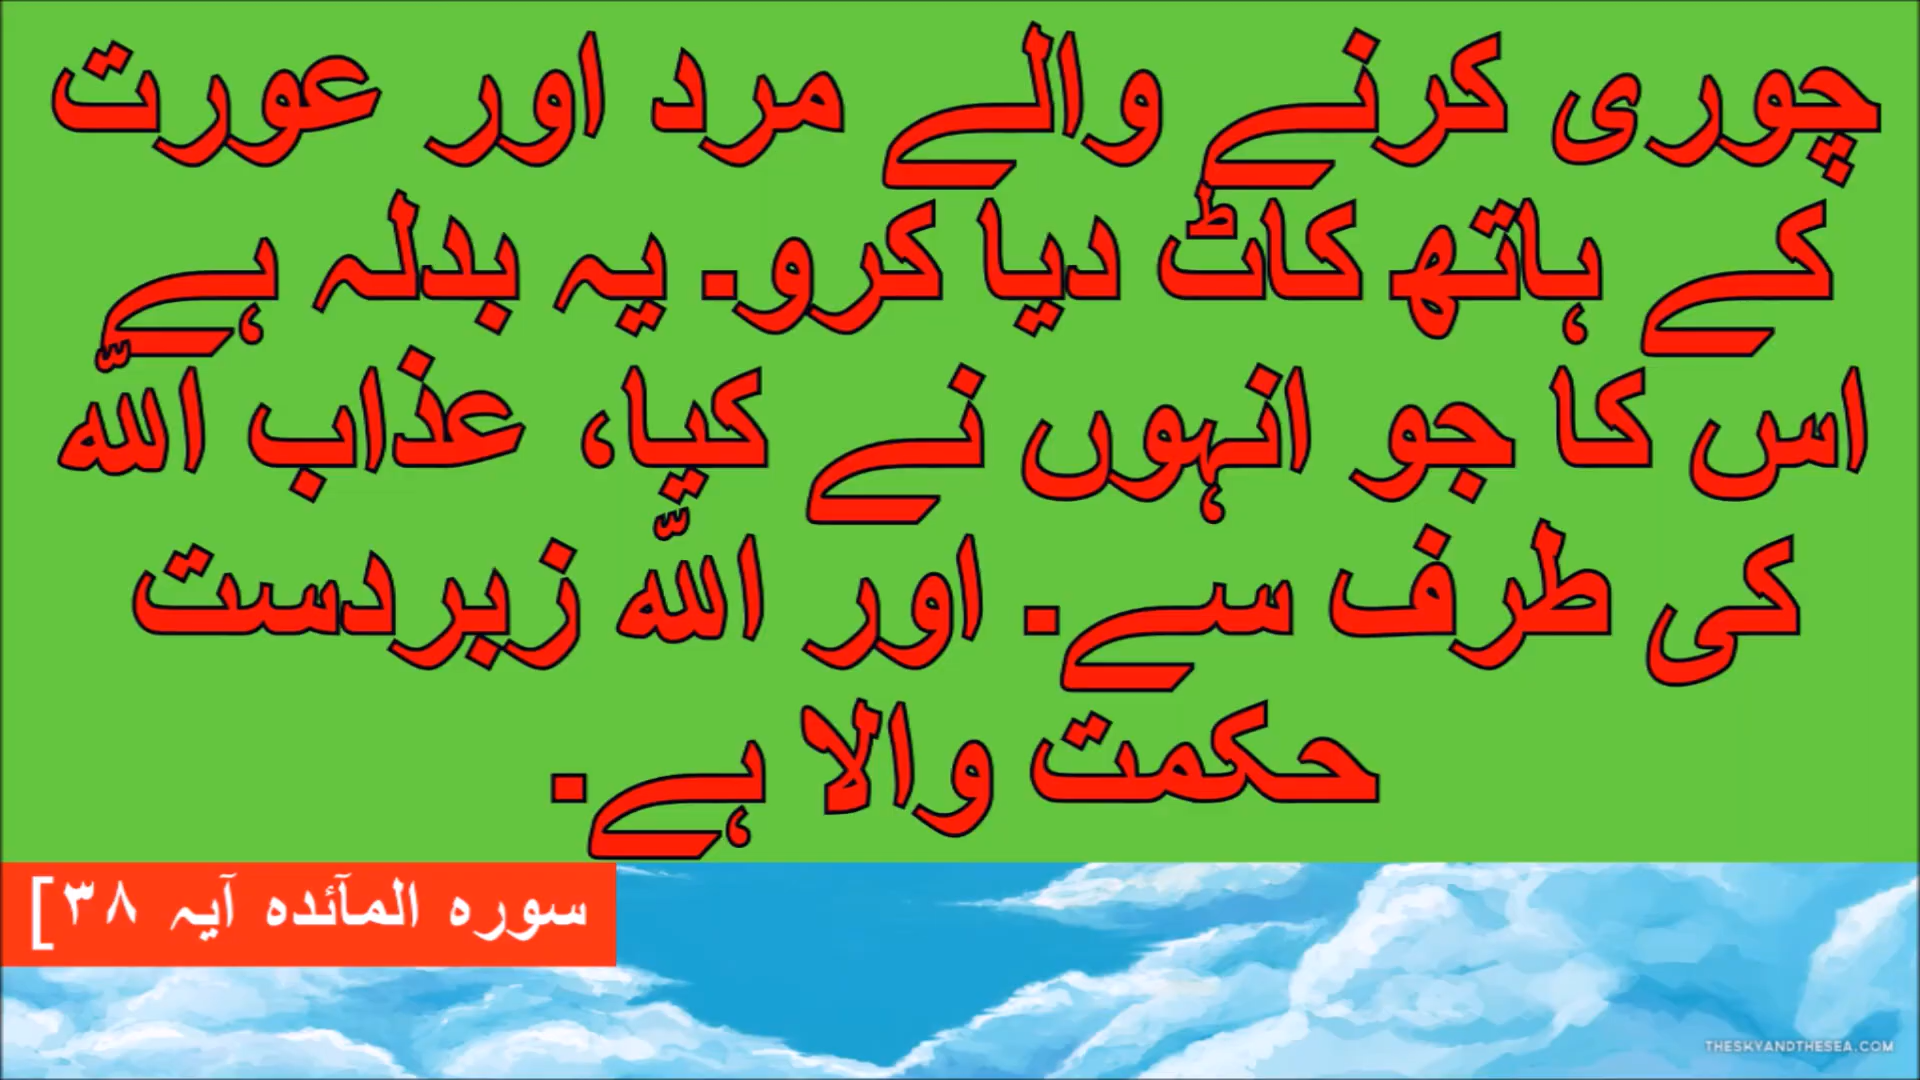 چوری کرنے والے مرد اور عورت
کے ہاتھ کاٹ دیا کرو. یہ بدلہ ہے
اس کا جو انہوں نے کیا، عذاب اللہ
کی طرف سے. اور اللہ زبردست
حکمت والا ہے.
سورہ المآئدہ آیہ ۳۸]
THESKYANDTHESEA.COM